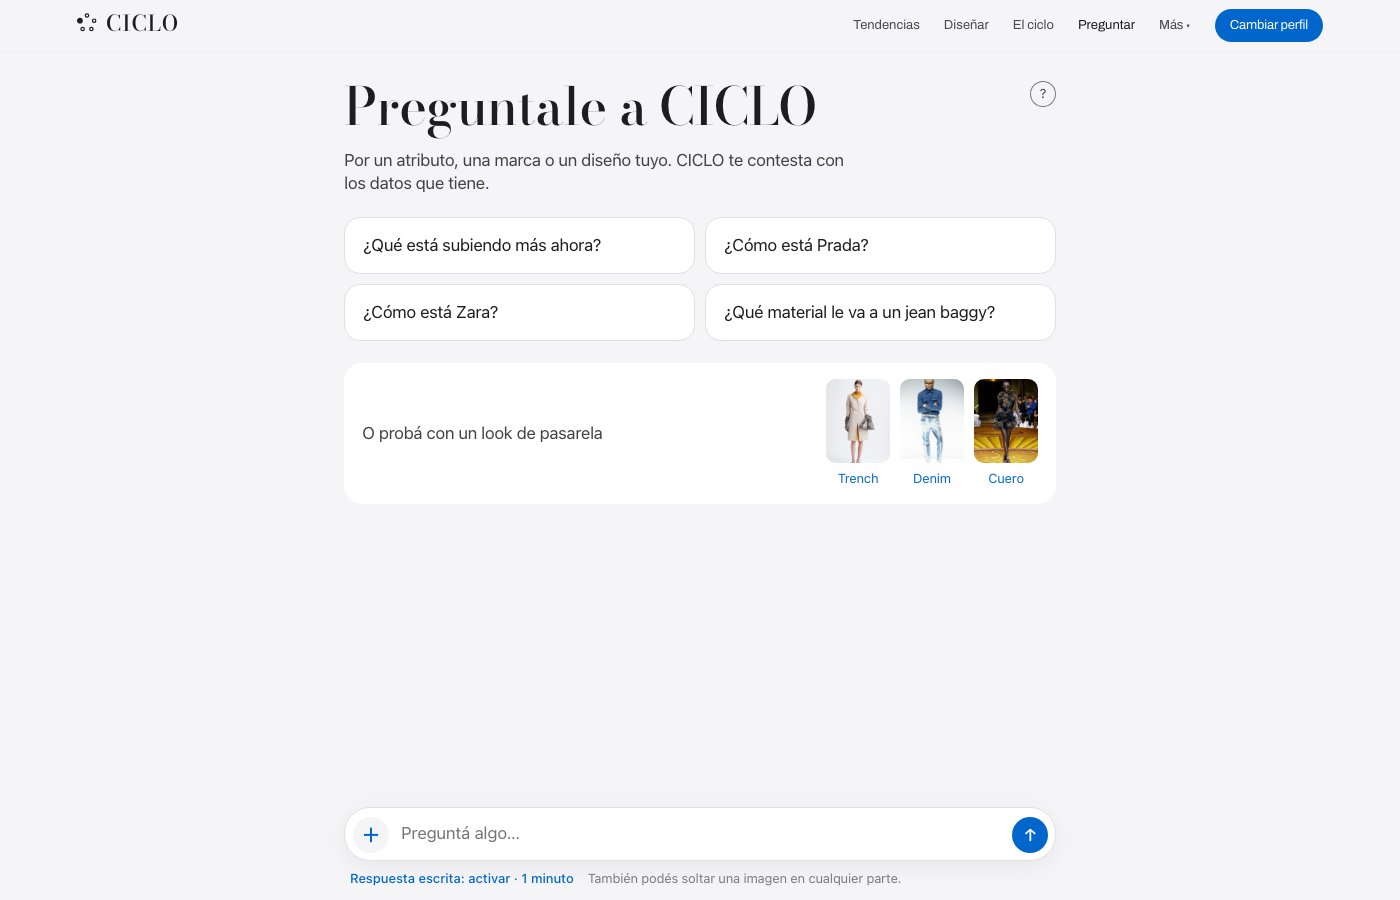 CICLO
Tendencias
Diseñar
El ciclo
Preguntar
Más
Cambiar perfil
Preguntale a CICLO
?
Por un atributo, una marca o un diseño tuyo. CICLO te contesta con
los datos que tiene.
¿Qué está subiendo más ahora?
¿Cómo está Prada?
¿Cómo está Zara?
¿Qué material le va a un jean baggy?
O probá con un look de pasarela
Trench
Denim
Cuero
Preguntá algo...
Respuesta escrita: activar · 1 minuto
También podés soltar una imagen en cualquier parte.